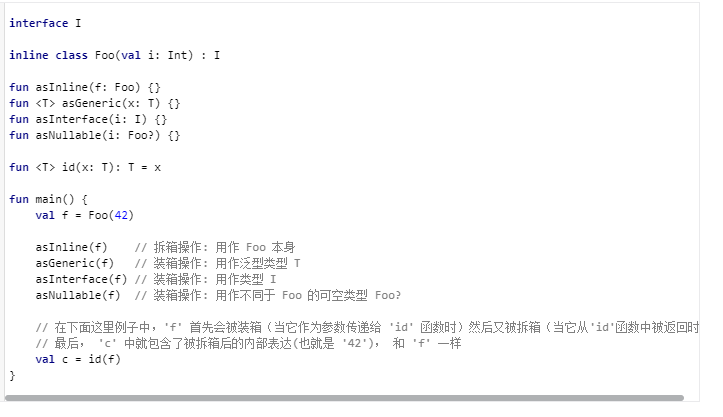 interface I
inline class Foo(val i: Int) : I
fun asInline(f: Foo) {}
fun <T> asGeneric(x: T) {}
fun asInterface(i: I) {}
fun asNullable(i: Foo?) {}
fun <T> id(x: T): T = x
fun main() {
    val f = Foo(42)
    asInline(f)    // 拆箱操作: 用作 Foo 本身
    asGeneric(f)   // 装箱操作: 用作泛型类型 T
    asInterface(f) // 装箱操作: 用作类型 I
    asNullable(f)  // 装箱操作: 用作不同于 Foo 的可空类型 Foo?
    // 在下面这里例子中，'f' 首先会被装箱（当它作为参数传递给 'id' 函数时）然后又被拆箱（当它从'id'函数中被返回时
    // 最后， 'c' 中就包含了被拆箱后的内部表达(也就是 '42')， 和 'f' 一样
    val c = id(f)
}